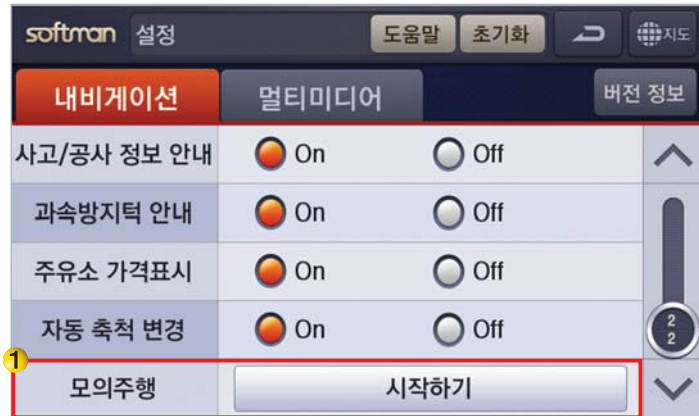 softman 설정 도움말 초기화 지도
내비게이션 멀티미디어 버전 정보
사고/공사 정보 안내 On Off
과속방지턱 안내 On Off
주유소 가격표시 On Off
자동 축척 변경 On Off
2
2
1
모의주행 시작하기